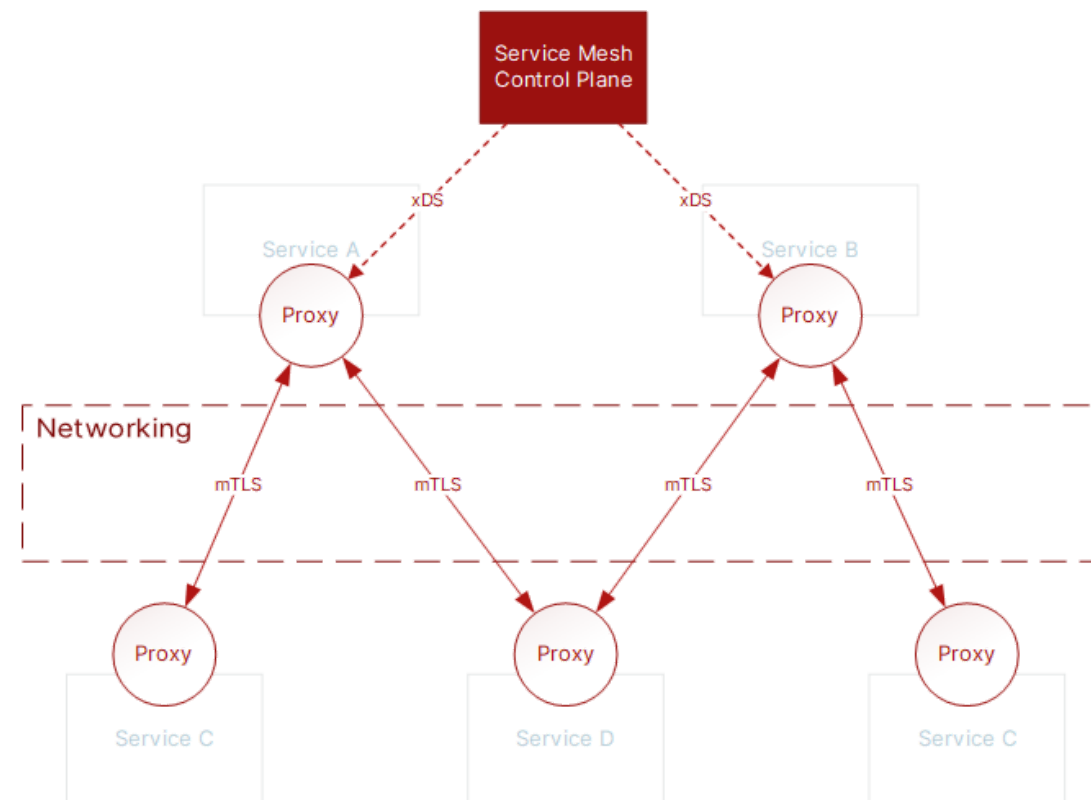 Service Mesh
Control Plane
xDS
xDS
Service A
Service B
Proxy
Proxy
Networking
mTLS
mTLS
mTLS
mTLS
Proxy
Proxy
Proxy
Service C
Service D
Service C